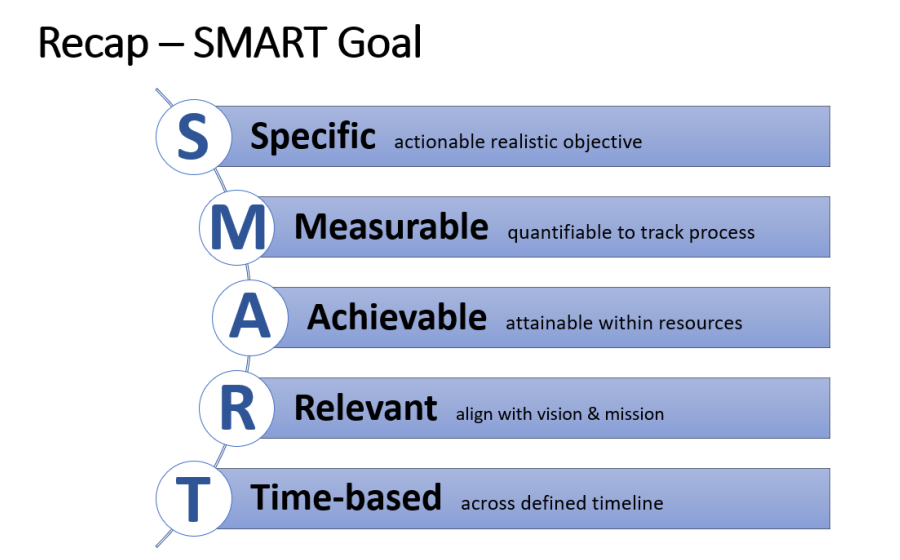 Recap – SMART Goal
S Specific actionable realistic objective
M Measurable quantifiable to track process
A Achievable attainable within resources
R Relevant align with vision & mission
T Time-based across defined timeline